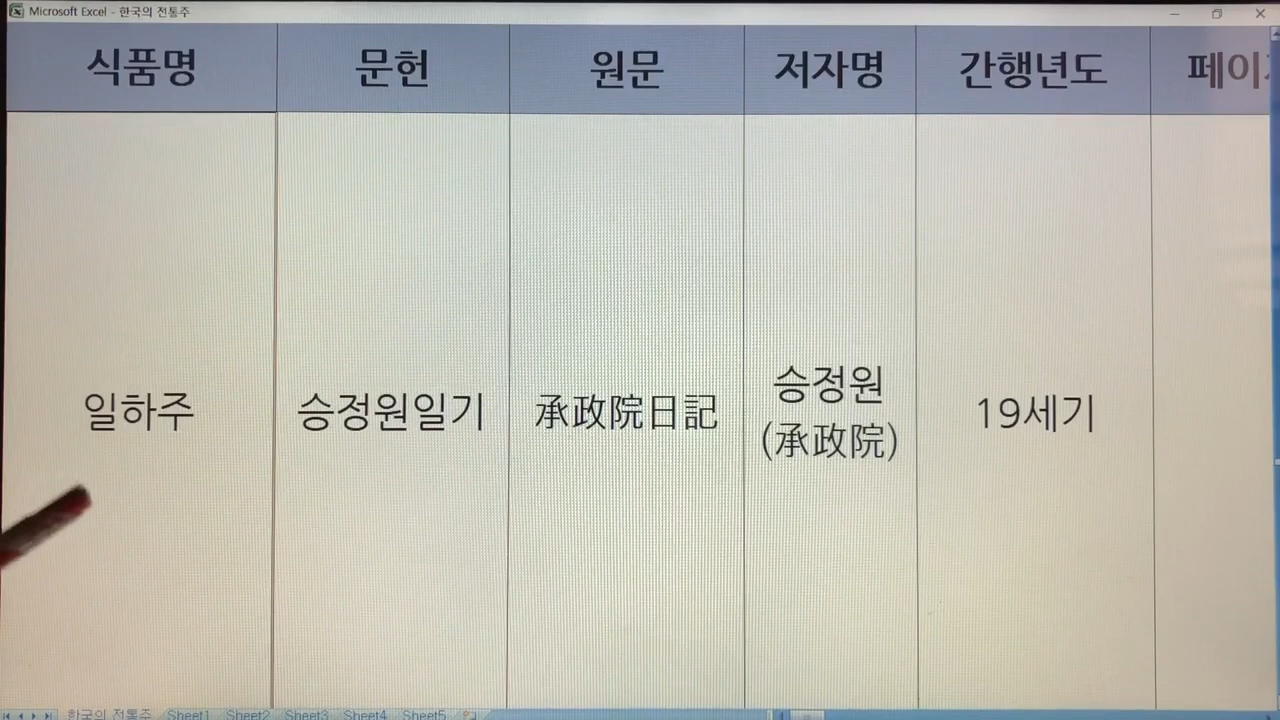 Microsoft Excel - 한국의 전통주
식품명 문헌 원문 저자명 간행년도
일하주 승정원일기 承政院日記 승정원 (承政院) 19세기
한국의 전통주 Sheet1 Sheet2 Sheet3 Sheet4 Sheet5